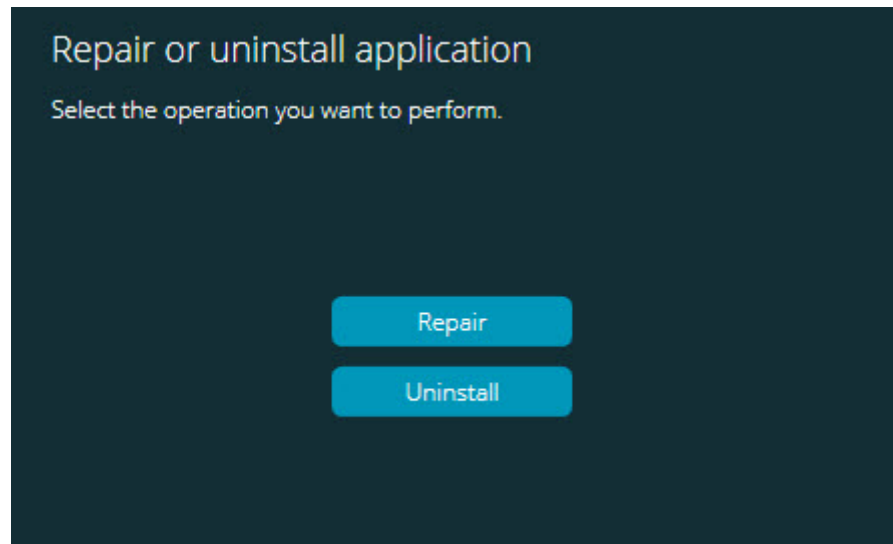 Repair or uninstall application
Select the operation you want to perform.
Repair
Uninstall